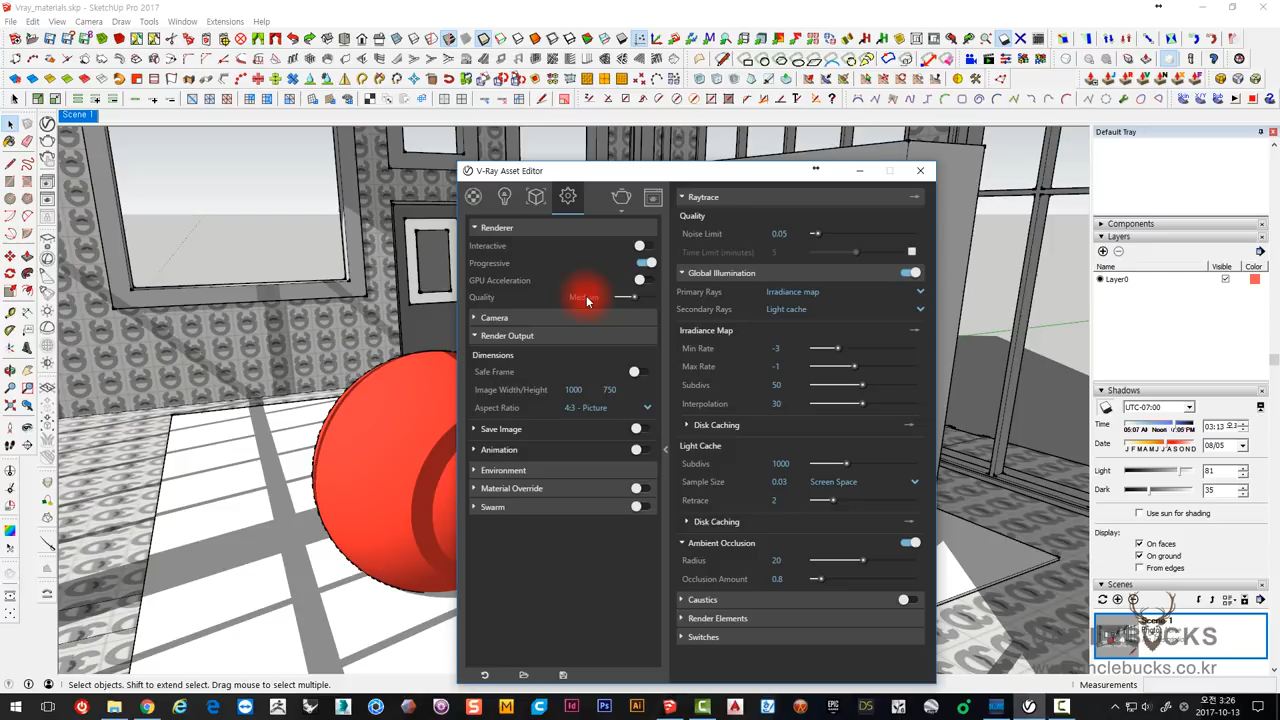 Vray_materials.skp - SketchUp Pro 2017
File Edit View Camera Draw Tools Window Extensions Help
Scene 1
V-Ray Asset Editor
Renderer
Interactive
Progressive
GPU Acceleration
Quality
Camera
Render Output
Dimensions
Safe Frame
Image Width/Height 1000 750
Aspect Ratio 4:3 - Picture
Save Image
Animation
Environment
Material Override
Swarm
Raytrace
Quality
Noise Limit 0.05
Time Limit (minutes) 5
Global Illumination
Primary Rays Irradiance map
Secondary Rays Light cache
Irradiance Map
Min Rate -3
Max Rate -1
Subdivs 50
Interpolation 30
Disk Caching
Light Cache
Subdivs 1000
Sample Size 0.03 Screen Space
Retrace 2
Disk Caching
Ambient Occlusion
Radius 20
Occlusion Amount 0.8
Caustics
Render Elements
Switches
Default Tray
Components
Layers
Name Visible Color
Layer0
Shadows
UTC-07:00
Time 05:07 AM Noon 07:05 PM 03:13 오후
Date J F M A M J J A S O N D 08/05
Light 81
Dark 35
Use sun for shading
Display:
On faces
On ground
From edges
Scenes
Scene 1
Select objects. Shift to extend select. Drag mouse to select multiple.
Measurements
오전 3:26
2017-10-13